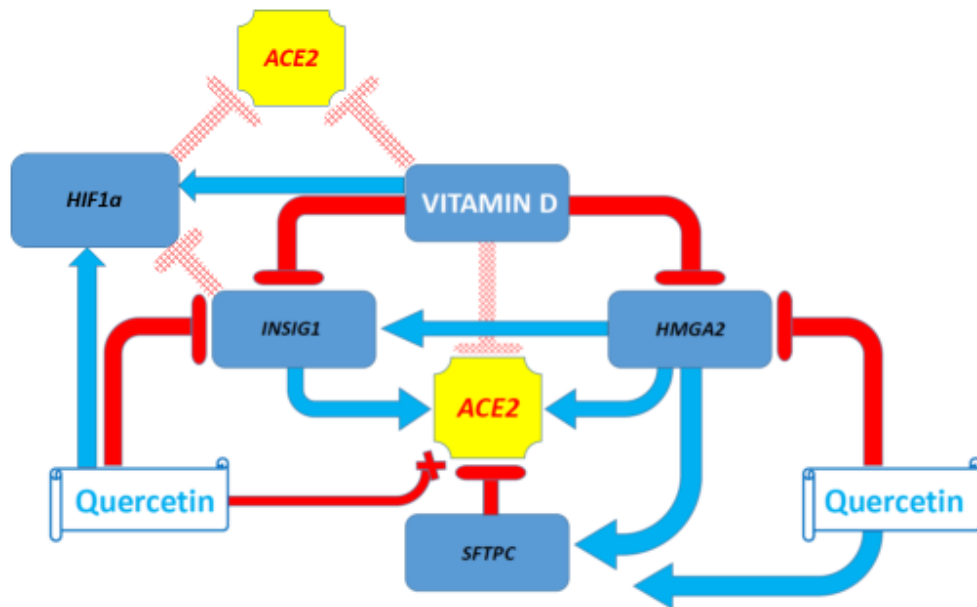 ACE2
HIF1a
VITAMIN D
INSIG1
HMGA2
ACE2
Quercetin
Quercetin
SFTPC